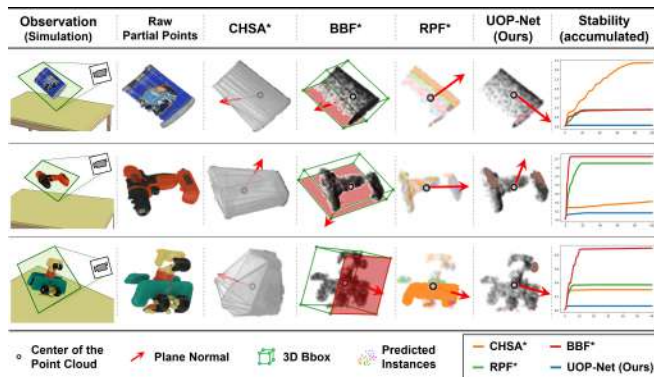 Observation (Simulation)
Raw Partial Points
CHSA*
BBF*
RPF*
UOP-Net (Ours)
Stability (accumulated)
Center of the Point Cloud
Plane Normal
3D Bbox
Predicted Instances
CHSA*
BBF*
RPF*
UOP-Net (Ours)